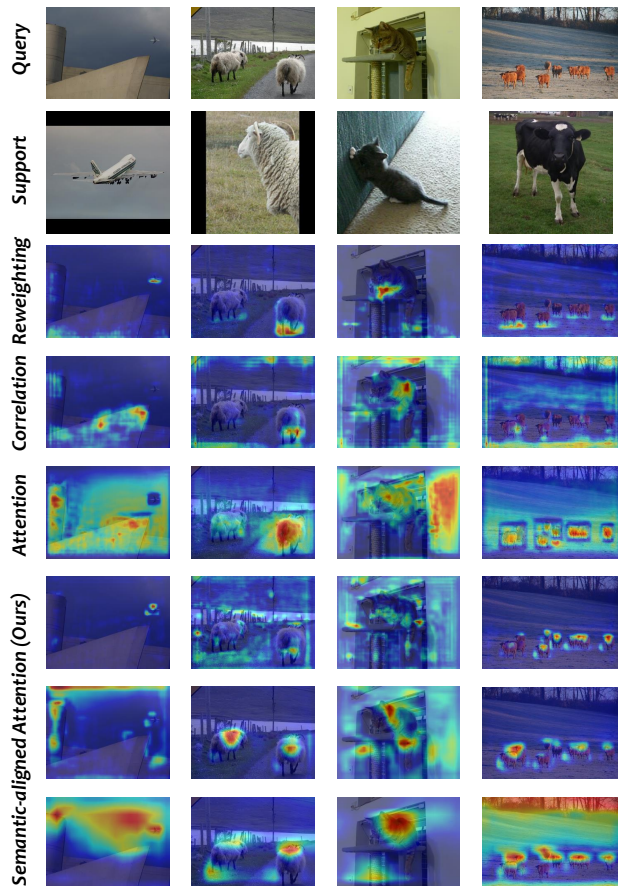 Query
Support
Reweighting
Correlation
Attention
Semantic-aligned Attention (Ours)